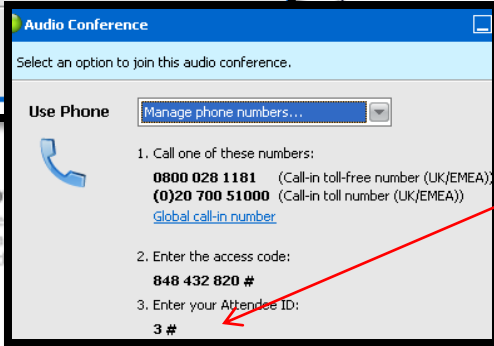 Audio Conference
Select an option to join this audio conference.
Use Phone
Manage phone numbers...
1. Call one of these numbers:
0800 028 1181 (Call-in toll-free number (UK/EMEA))
(0)20 700 51000 (Call-in toll number (UK/EMEA))
Global call-in number
2. Enter the access code:
848 432 820 #
3. Enter your Attendee ID:
3 #